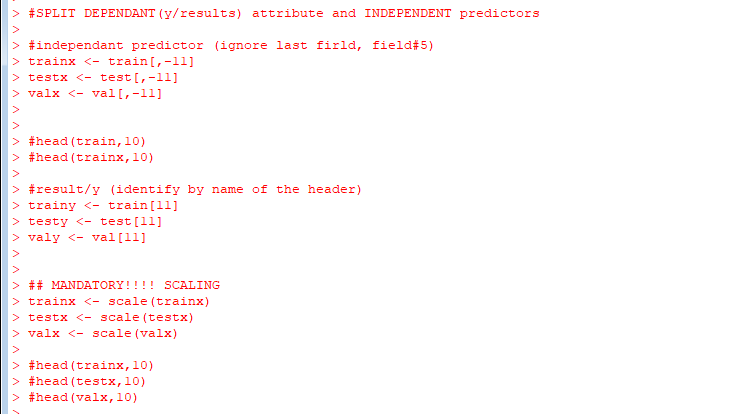 > #SPLIT DEPENDANT(y/results) attribute and INDEPENDENT predictors
>
> #independant predictor (ignore last firld, field#5)
> trainx <- train[,-11]
> testx <- test[,-11]
> valx <- val[,-11]
>
>
> #head(train,10)
> #head(trainx,10)
>
> #result/y (identify by name of the header)
> trainy <- train[11]
> testy <- test[11]
> valy <- val[11]
>
>
> ## MANDATORY!!!! SCALING
> trainx <- scale(trainx)
> testx <- scale(testx)
> valx <- scale(valx)
>
> #head(trainx,10)
> #head(testx,10)
> #head(valx,10)
>